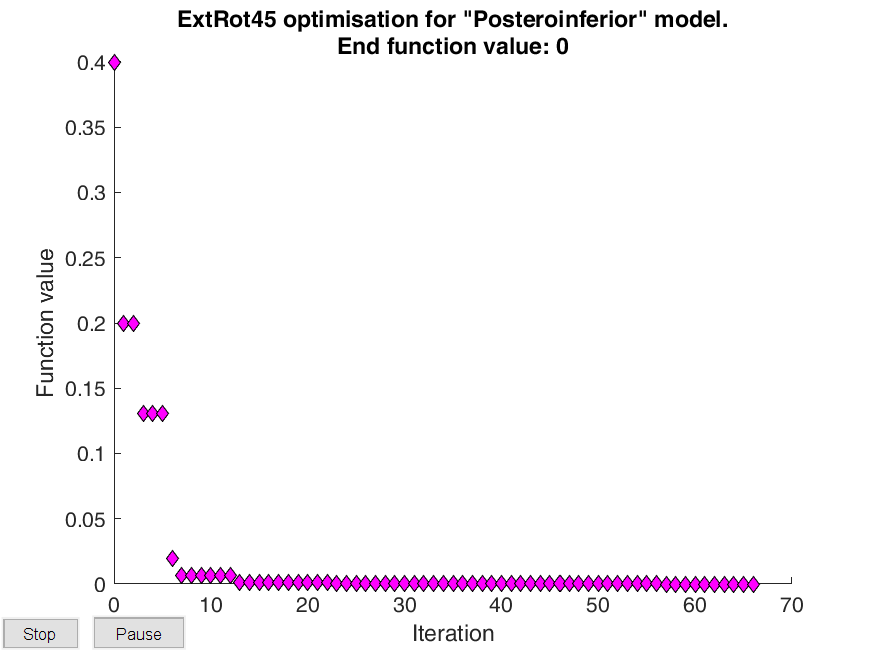 ExtRot45 optimisation for "Posteroinferior" model.
End function value: 0
Function value
0.4
0.35
0.3
0.25
0.2
0.15
0.1
0.05
0
0 10 20 30 40 50 60 70
Iteration
Stop Pause